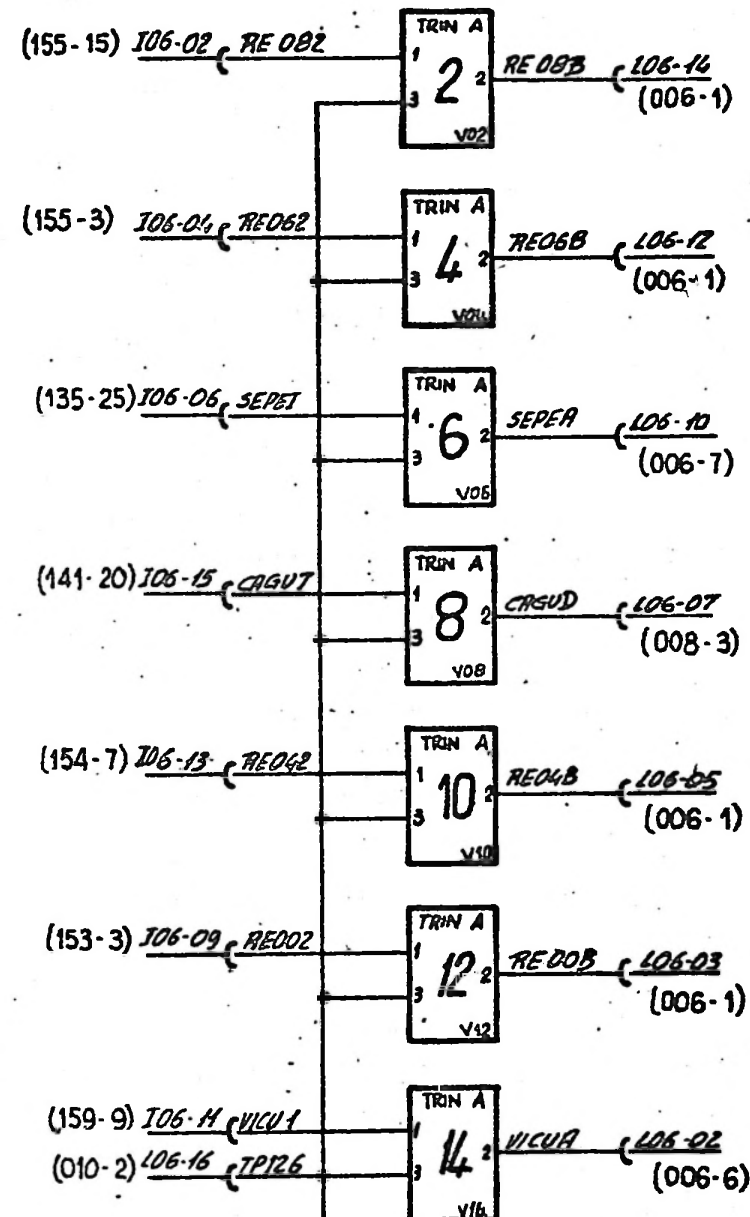 TRIN A
(155-15) I06-02 RE082 1 2 2 RE08B L06-14
3 (006-1)
V02
TRIN A
(155-3) I06-04 RE062 1 4 2 RE06B L06-12
3 (006-1)
V04
TRIN A
(135-25) I06-06 SEPET 1 6 2 SEPEA L06-10
3 (006-7)
V06
TRIN A
(141-20) I06-15 CAGUT 1 8 2 CAGUD L06-07
3 (008-3)
V08
TRIN A
(154-7) I06-13 RE042 1 10 2 RE04B L06-05
3 (006-1)
V10
TRIN A
(153-3) I06-09 RE002 1 12 2 RE00B L06-03
3 (006-1)
V12
TRIN A
(159-9) I06-11 VICU1 1 14 2 VICUA L06-02
(010-2) L06-16 TPI26 3 (006-6)
V14